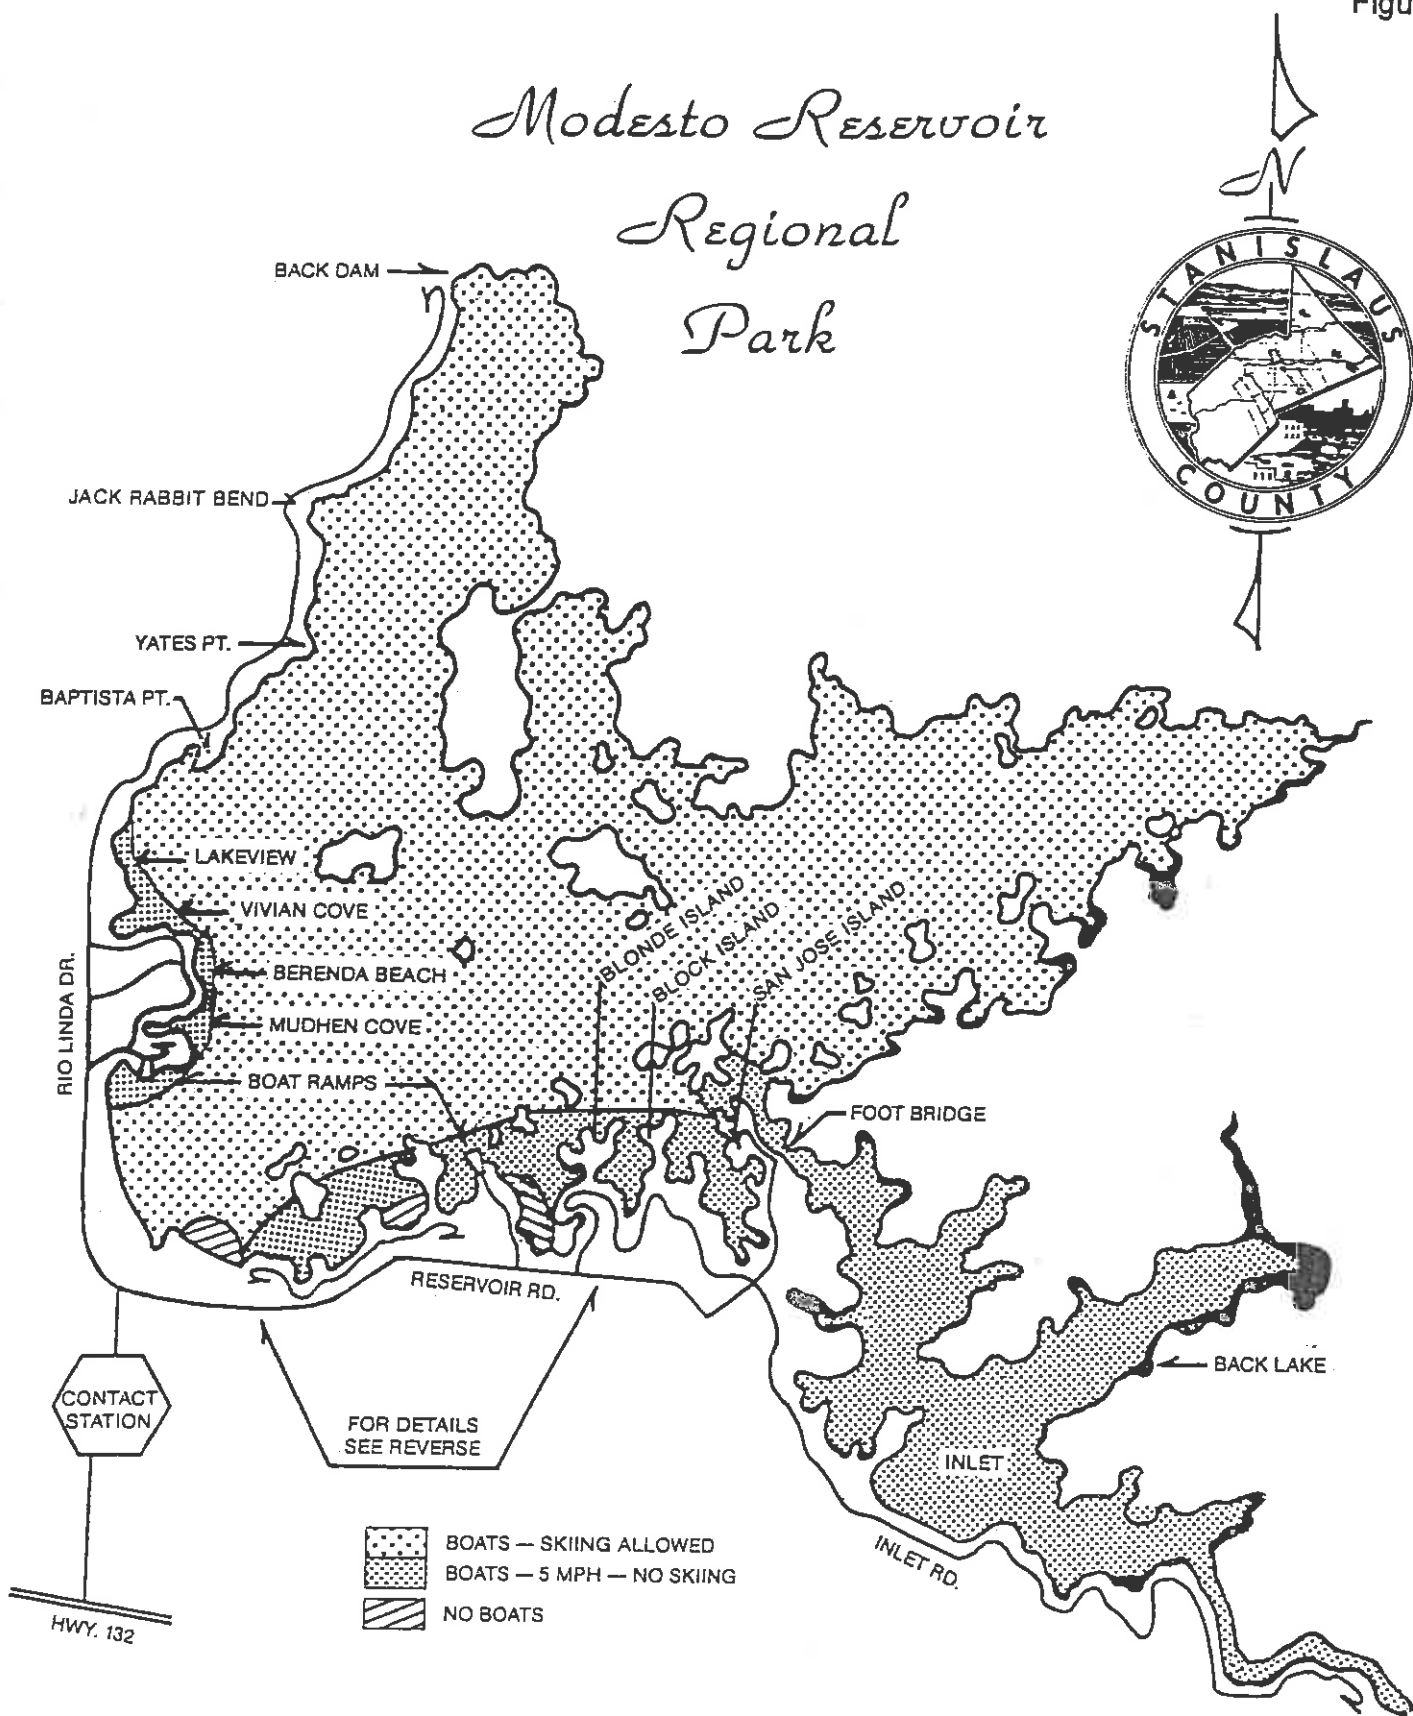 Figu
Modesto Reservoir
Regional
Park
N
STANISLAUS
COUNTY
BACK DAM
JACK RABBIT BEND
YATES PT.
BAPTISTA PT.
LAKEVIEW
VIVIAN COVE
BERENDA BEACH
MUDHEN COVE
BOAT RAMPS
RIO LINDA DR.
BLONDE ISLAND
BLOCK ISLAND
SAN JOSE ISLAND
FOOT BRIDGE
RESERVOIR RD.
BACK LAKE
CONTACT
STATION
FOR DETAILS
SEE REVERSE
INLET
INLET RD.
BOATS — SKIING ALLOWED
BOATS — 5 MPH — NO SKIING
NO BOATS
HWY. 132